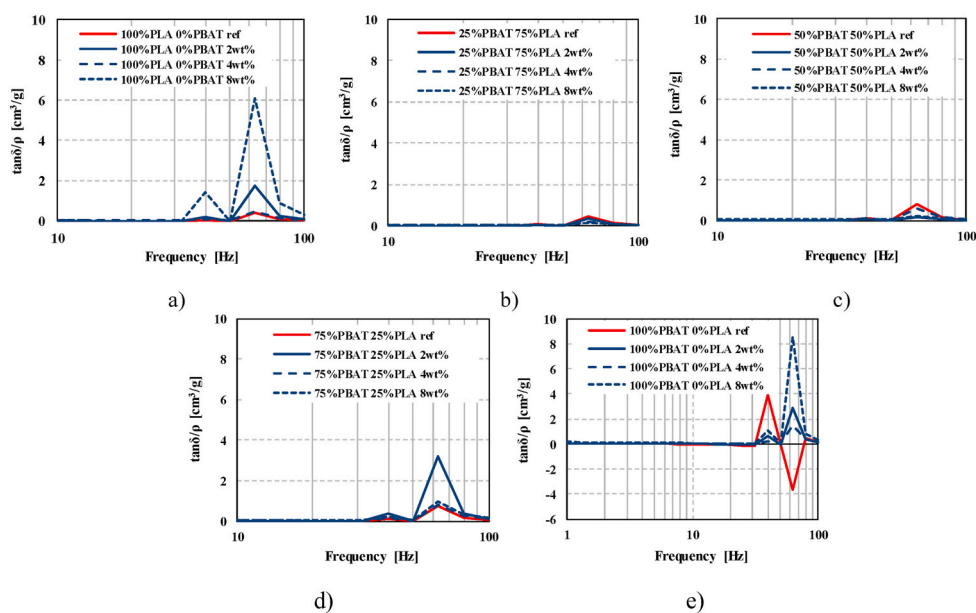 10
8
6
4
2
0
tanδ/ρ [cm³/g]
100%PLA 0%PBAT ref
100%PLA 0%PBAT 2wt%
100%PLA 0%PBAT 4wt%
100%PLA 0%PBAT 8wt%
10
100
Frequency [Hz]
a)
10
8
6
4
2
0
tanδ/ρ [cm³/g]
25%PBAT 75%PLA ref
25%PBAT 75%PLA 2wt%
25%PBAT 75%PLA 4wt%
25%PBAT 75%PLA 8wt%
10
100
Frequency [Hz]
b)
10
8
6
4
2
0
tanδ/ρ [cm³/g]
50%PBAT 50%PLA ref
50%PBAT 50%PLA 2wt%
50%PBAT 50%PLA 4wt%
50%PBAT 50%PLA 8wt%
10
100
Frequency [Hz]
c)
10
8
6
4
2
0
tanδ/ρ [cm³/g]
75%PBAT 25%PLA ref
75%PBAT 25%PLA 2wt%
75%PBAT 25%PLA 4wt%
75%PBAT 25%PLA 8wt%
10
100
Frequency [Hz]
d)
10
8
6
4
2
0
-2
-4
-6
tanδ/ρ [cm³/g]
100%PBAT 0%PLA ref
100%PBAT 0%PLA 2wt%
100%PBAT 0%PLA 4wt%
100%PBAT 0%PLA 8wt%
1
10
100
Frequency [Hz]
e)